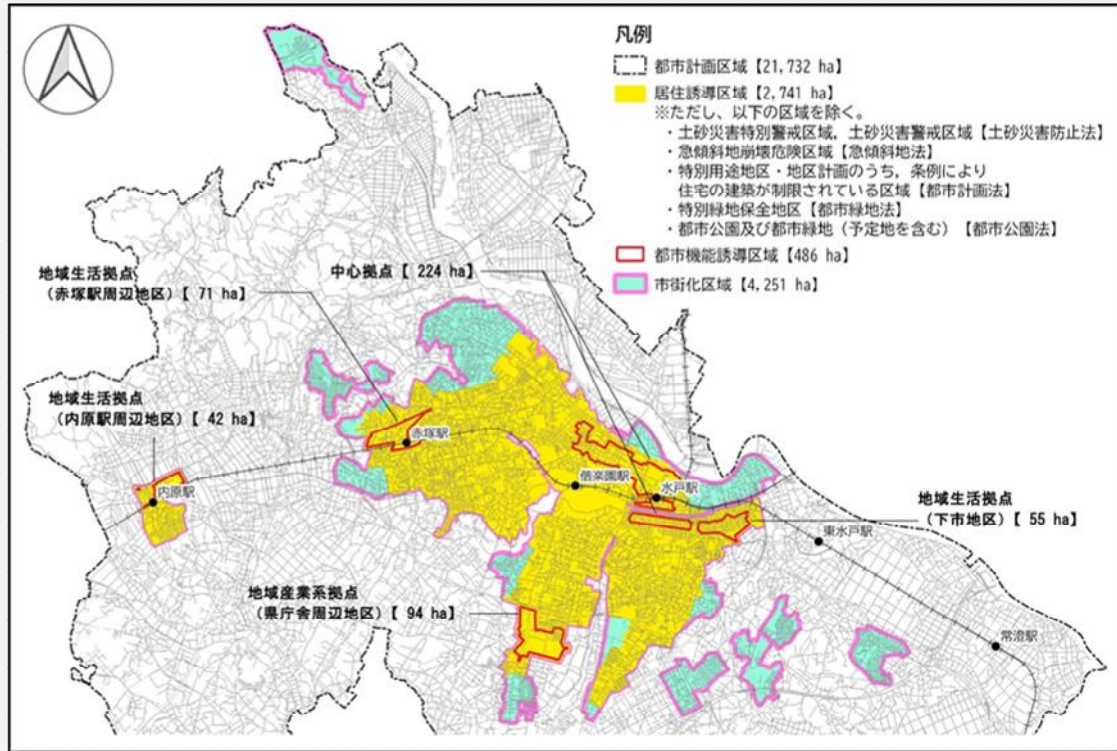 凡例
都市計画区域【21,732 ha】
居住誘導区域【2,741 ha】
※ただし、以下の区域を除く。
・土砂災害特別警戒区域，土砂災害警戒区域【土砂災害防止法】
・急傾斜地崩壊危険区域【急傾斜地法】
・特別用途地区・地区計画のうち，条例により
住宅の建築が制限されている区域【都市計画法】
・特別緑地保全地区【都市緑地法】
・都市公園及び都市緑地（予定地を含む）【都市公園法】
都市機能誘導区域【486 ha】
市街化区域【4,251 ha】
地域生活拠点
（赤塚駅周辺地区）【 71 ha】
中心拠点【 224 ha】
地域生活拠点
（内原駅周辺地区）【 42 ha】
赤塚駅
内原駅
偕楽園駅
水戸駅
地域生活拠点
（下市地区）【 55 ha】
東水戸駅
地域産業系拠点
（県庁舎周辺地区）【 94 ha】
常澄駅